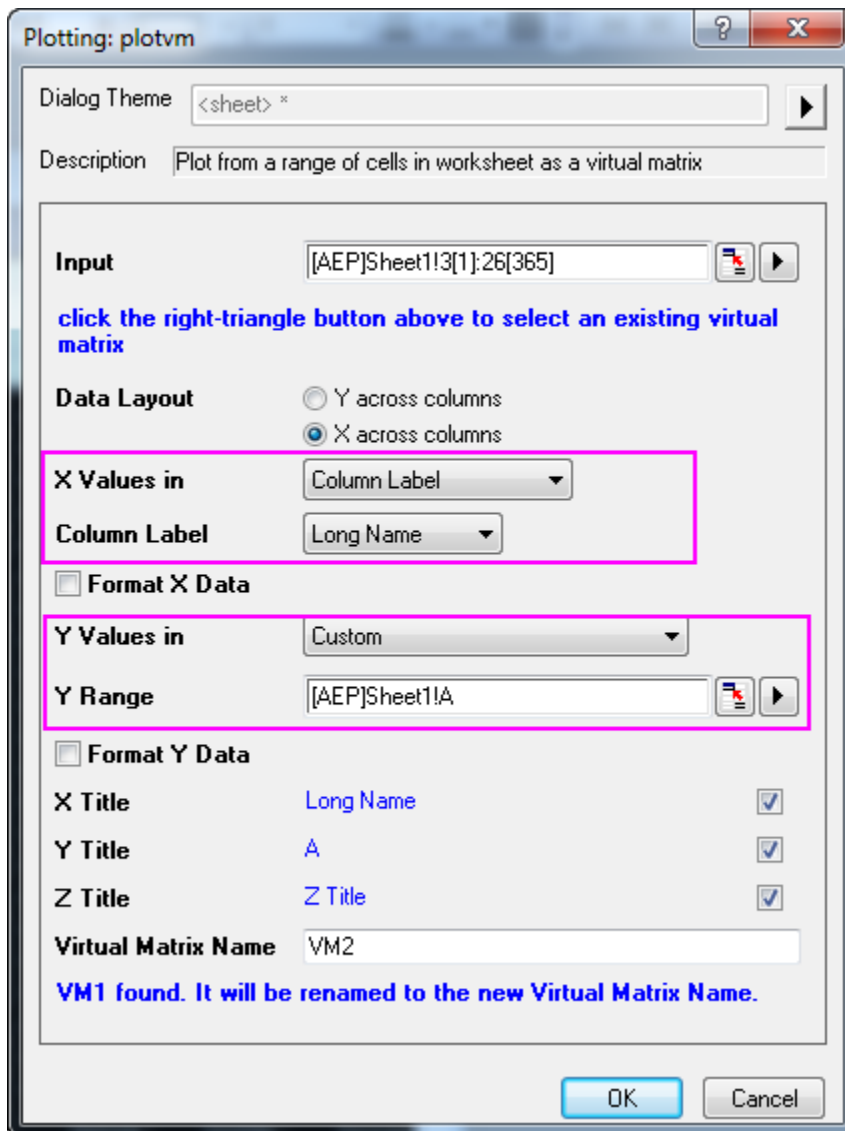 Plotting: plotvm
?
x
Dialog Theme <sheet> *
Description Plot from a range of cells in worksheet as a virtual matrix
Input [AEP]Sheet1!3[1]:26[365]
click the right-triangle button above to select an existing virtual
matrix
Data Layout Y across columns
X across columns
X Values in Column Label
Column Label Long Name
Format X Data
Y Values in Custom
Y Range [AEP]Sheet1!A
Format Y Data
X Title Long Name
Y Title A
Z Title Z Title
Virtual Matrix Name VM2
VM1 found. It will be renamed to the new Virtual Matrix Name.
OK Cancel